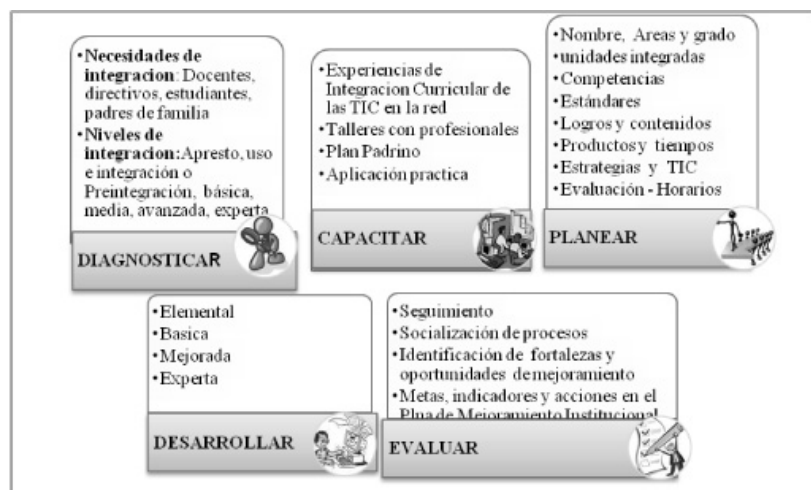 •Necesidades de
integracion: Docentes,
directivos, estudiantes,
padres de familia
•Niveles de
integracion:Apresto, uso
e integración o
Preintegración, básica,
media, avanzada, experta
DIAGNOSTICAR
•Experiencias de
Integracion Curricular de
las TIC en la red
•Talleres con profesionales
•Plan Padrino
•Aplicación practica
CAPACITAR
•Nombre, Areas y grado
•unidades integradas
•Competencias
•Estándares
•Logros y contenidos
•Productos y tiempos
•Estrategias y TIC
•Evaluación - Horarios
PLANEAR
•Elemental
•Basica
•Mejorada
•Experta
DESARROLLAR
•Seguimiento
•Socialización de procesos
•Identificación de fortalezas y
oportunidades de mejoramiento
•Metas, indicadores y acciones en el
Plna de Mejoramiento Institucional
EVALUAR